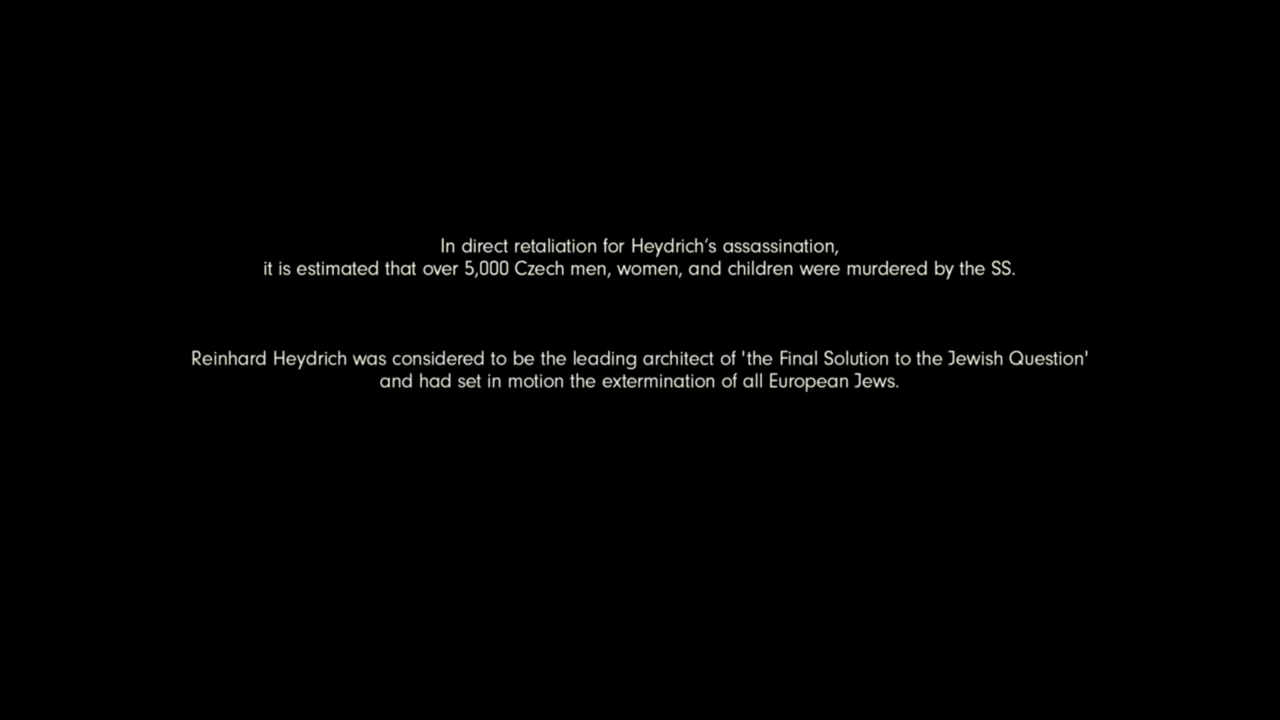 In direct retaliation for Heydrich’s assassination,
it is estimated that over 5,000 Czech men, women, and children were murdered by the SS.
Reinhard Heydrich was considered to be the leading architect of 'the Final Solution to the Jewish Question'
and had set in motion the extermination of all European Jews.